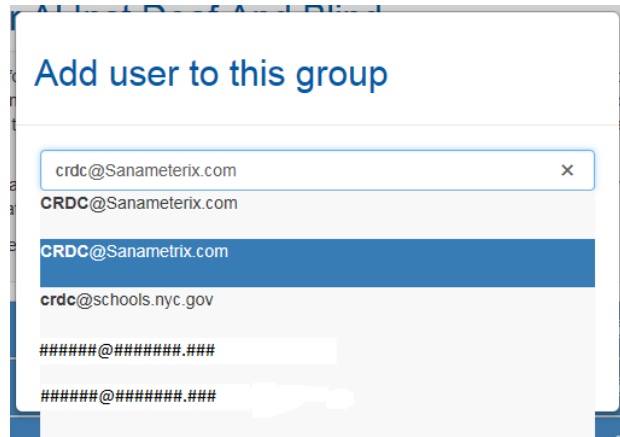 Add user to this group
crdc@Sanameterix.com ×
CRDC@Sanameterix.com
CRDC@Sanametrix.com
crdc@schools.nyc.gov
######@#######.###
######@#######.###